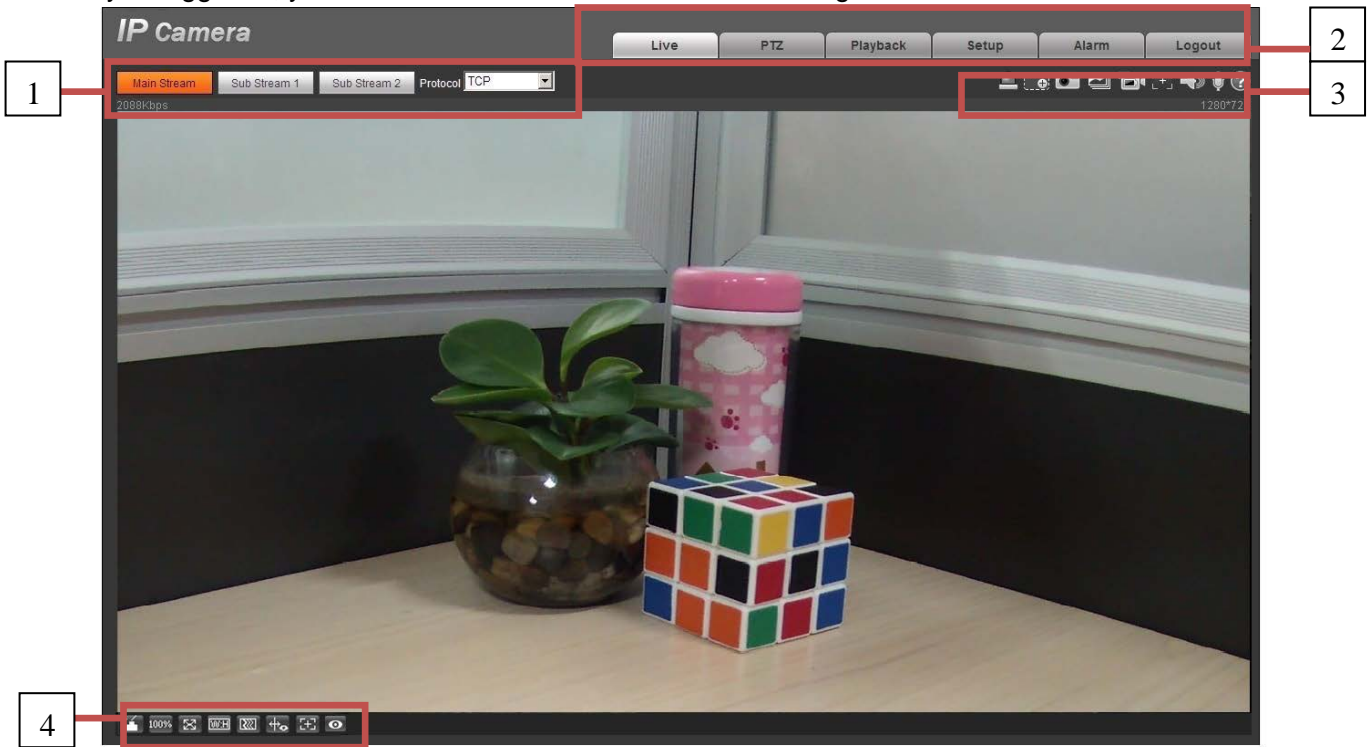 IP Camera
Live PTZ Playback Setup Alarm Logout
2
1
Main Stream Sub Stream 1 Sub Stream 2 Protocol TCP
3
2088Kbps
1280*72
4
100% W:H